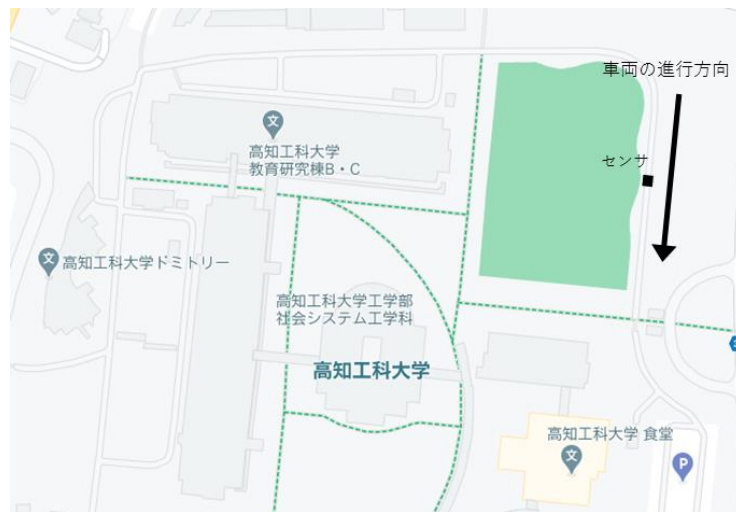 車両の進行方向
文
高知工科大学
教育研究棟B・C
センサ
文
高知工科大学ドミトリー
高知工科大学工学部
社会システム工学科
高知工科大学
高知工科大学 食堂
文
P